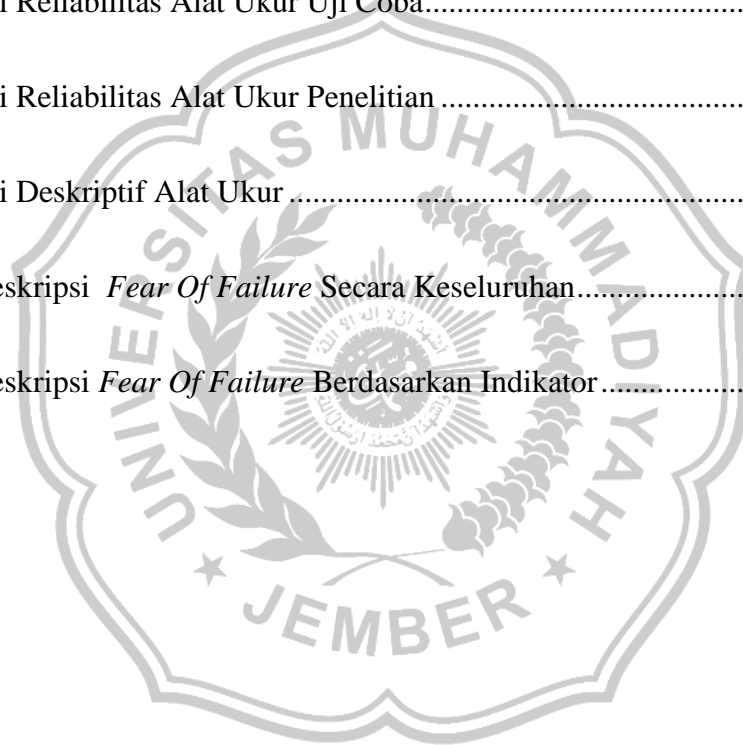 i Reliabilitas Alat Ukur Uji Coba........................................
i Reliabilitas Alat Ukur Penelitian ......................................
i Deskriptif Alat Ukur .........................................................
eskripsi Fear Of Failure Secara Keseluruhan.....................
eskripsi Fear Of Failure Berdasarkan Indikator..................
UNIVERSITAS MUHAMMADIYAH
JEMBER